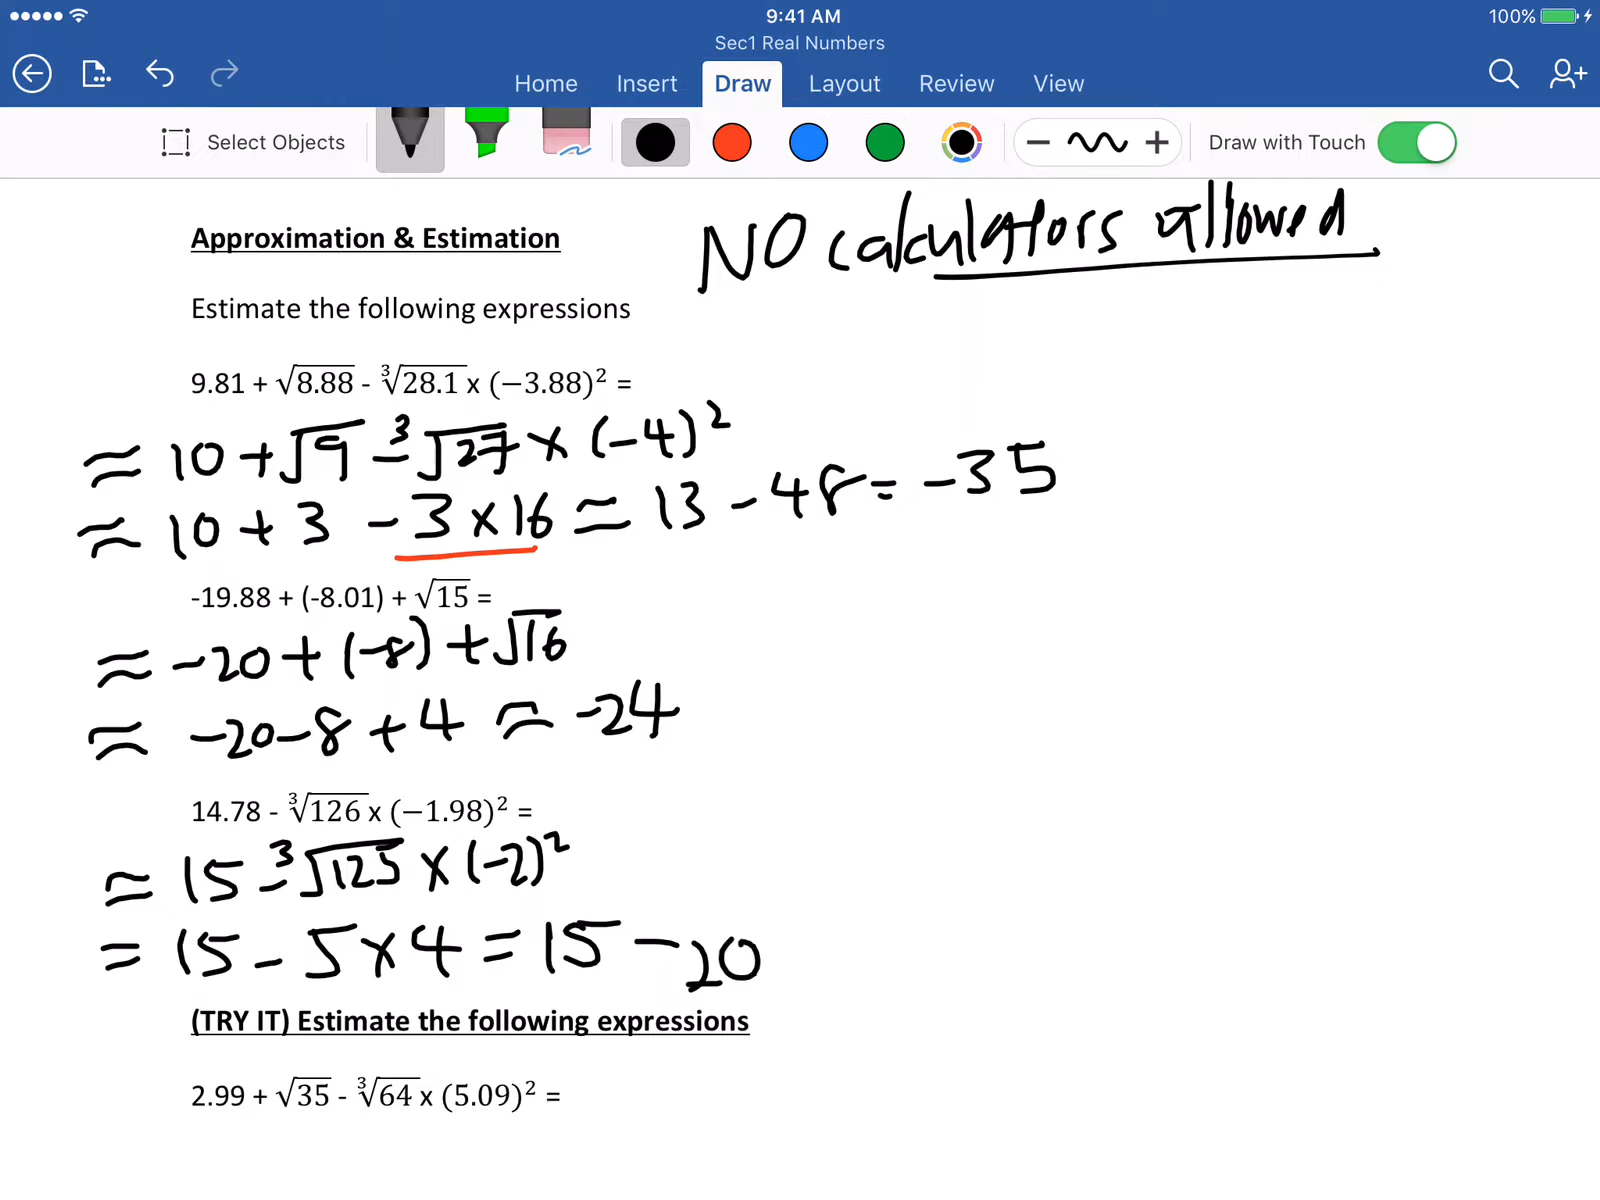 9:41 AM
100%
Sec1 Real Numbers
Home Insert Draw Layout Review View
Select Objects
Draw with Touch
NO calculators allowed
Approximation & Estimation
Estimate the following expressions
9.81 + √8.88 - ∛28.1 x (−3.88)² =
≈ 10 + √9 − ∛27 × (−4)²
≈ 10 + 3 − 3 × 16 ≈ 13 − 48 = −35
-19.88 + (-8.01) + √15 =
≈ −20 + (−8) + √16
≈ −20 − 8 + 4 ≈ −24
14.78 - ∛126 x (−1.98)² =
≈ 15 − ∛125 × (−2)²
= 15 − 5 × 4 = 15 − 20
(TRY IT) Estimate the following expressions
2.99 + √35 - ∛64 x (5.09)² =